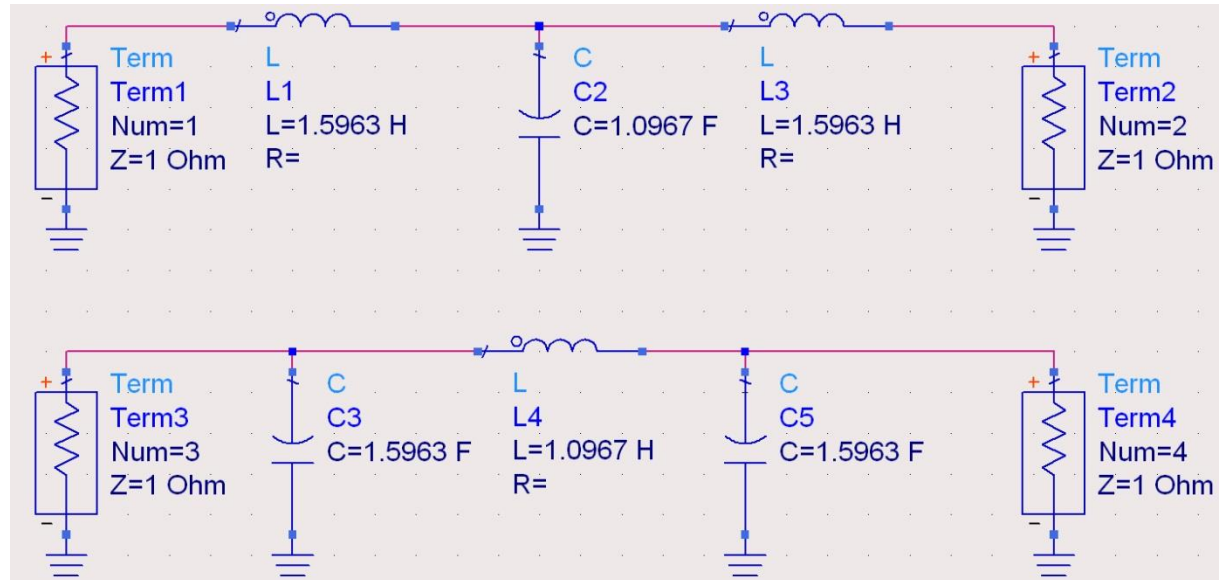 + Term
Term1
Num=1
Z=1 Ohm
-
L
L1
L=1.5963 H
R=
C
C2
C=1.0967 F
L
L3
L=1.5963 H
R=
+ Term
Term2
Num=2
Z=1 Ohm
-
+ Term
Term3
Num=3
Z=1 Ohm
-
C
C3
C=1.5963 F
L
L4
L=1.0967 H
R=
C
C5
C=1.5963 F
+ Term
Term4
Num=4
Z=1 Ohm
-